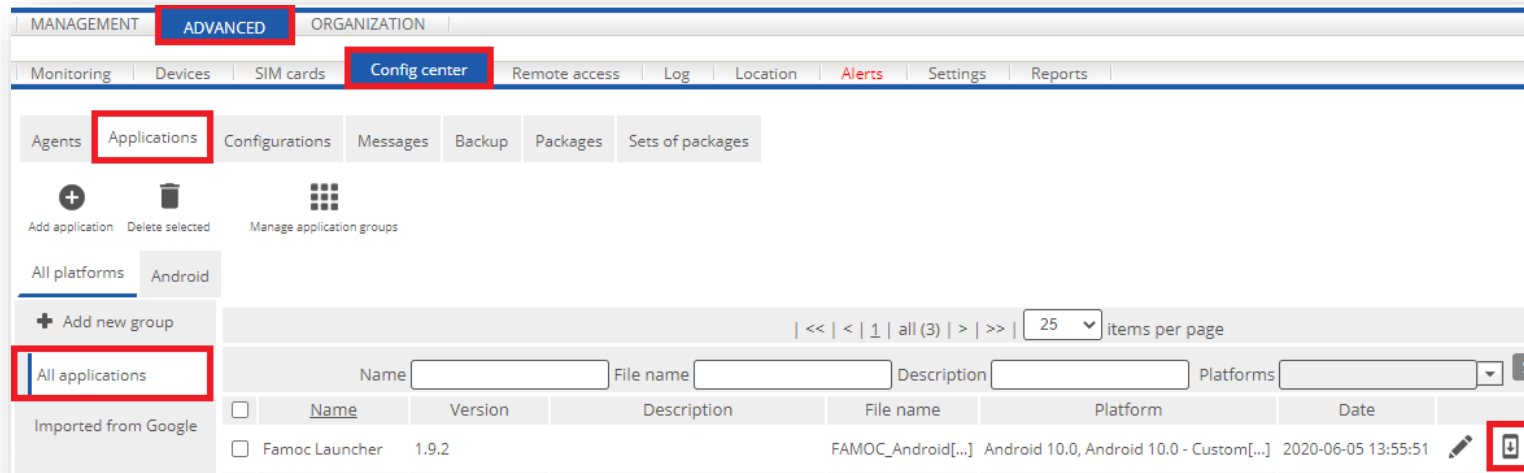 MANAGEMENT ADVANCED ORGANIZATION
Monitoring Devices SIM cards Config center Remote access Log Location Alerts Settings Reports
Agents Applications Configurations Messages Backup Packages Sets of packages
Add application Delete selected Manage application groups
All platforms Android
Add new group
| << | < | 1 | all (3) | > | >> | 25 items per page
All applications
Name File name Description Platforms
Name Version Description File name Platform Date
Imported from Google
Famoc Launcher 1.9.2 FAMOC_Android[...] Android 10.0, Android 10.0 - Custom[...] 2020-06-05 13:55:51